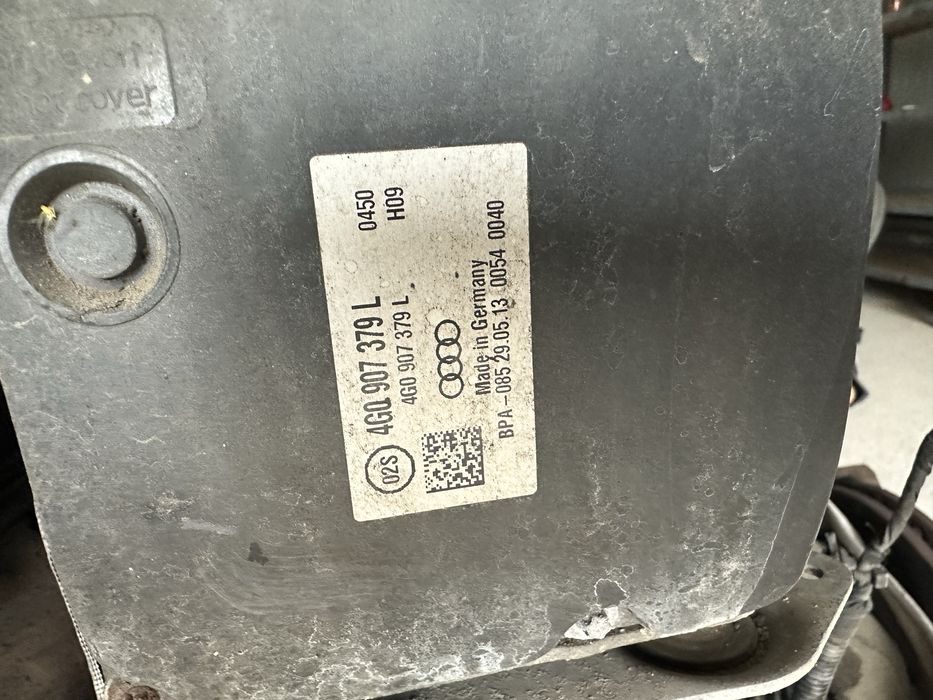 cover
02S
4G0 907 379 L 0450
4G0 907 379 L H09
Made in Germany
BPA-085 29.05.13 0054 0040